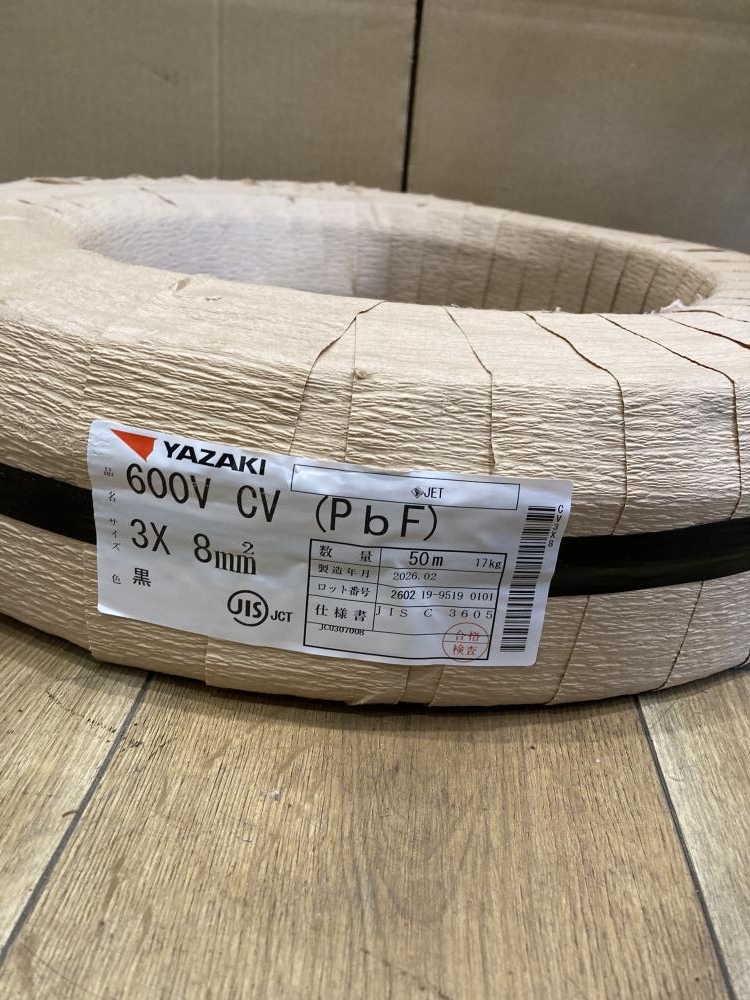 YAZAKI
品名 600V CV (PbF)
JET
サイズ 3X 8mm²
色 黒
JIS JCT
JC0307008
数量 50m 17kg
製造年月 2026.02
ロット番号 2602 19-9519 0101
仕様書 JIS C 3605
合格
検査
CV3X8